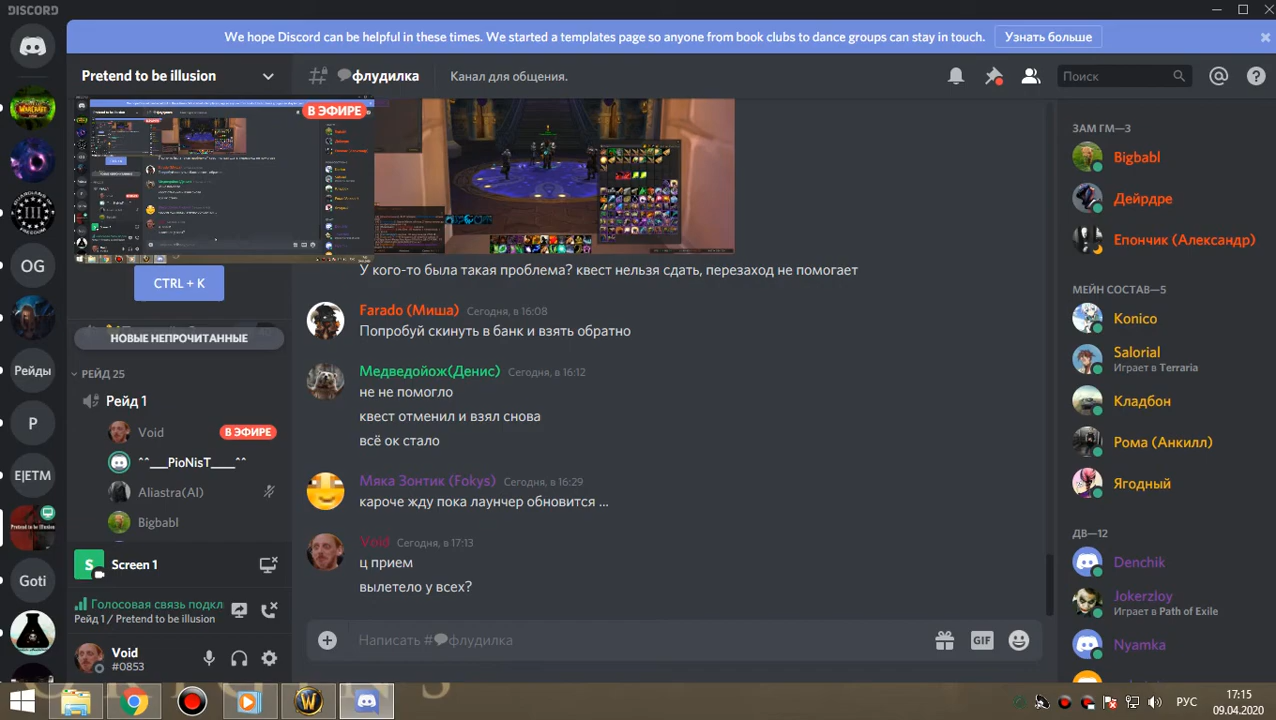 DISCORD
We hope Discord can be helpful in these times. We started a templates page so anyone from book clubs to dance groups can stay in touch.
Узнать больше
Pretend to be illusion
флудилка
Канал для общения.
Поиск
В ЭФИРЕ
CTRL + K
НОВЫЕ НЕПРОЧИТАННЫЕ
РЕЙД 25
Рейд 1
Void
В ЭФИРЕ
^^___PioNisT____^^
Aliastra(Al)
Bigbabl
Screen 1
Голосовая связь подкл
Рейд 1 / Pretend to be illusion
Void
#0853
OG
Рейды
P
E|ETM
Pretend to be illusion
Goti
У кого-то была такая проблема? квест нельзя сдать, перезаход не помогает
Farado (Миша) Сегодня, в 16:08
Попробуй скинуть в банк и взять обратно
Медведойож(Денис) Сегодня, в 16:12
не не помогло
квест отменил и взял снова
всё ок стало
Мяка Зонтик (Fokys) Сегодня, в 16:29
кароче жду пока лаунчер обновится ...
Void Сегодня, в 17:13
ц прием
вылетело у всех?
Написать #флудилка
GIF
ЗАМ ГМ—3
Bigbabl
Дейрдре
Епончик (Александр)
МЕЙН СОСТАВ—5
Konico
Salorial
Играет в Terraria
Кладбон
Рома (Анкилл)
Ягодный
ДВ—12
Denchik
Jokerzloy
Играет в Path of Exile
Nyamka
РУС
17:15
09.04.2020